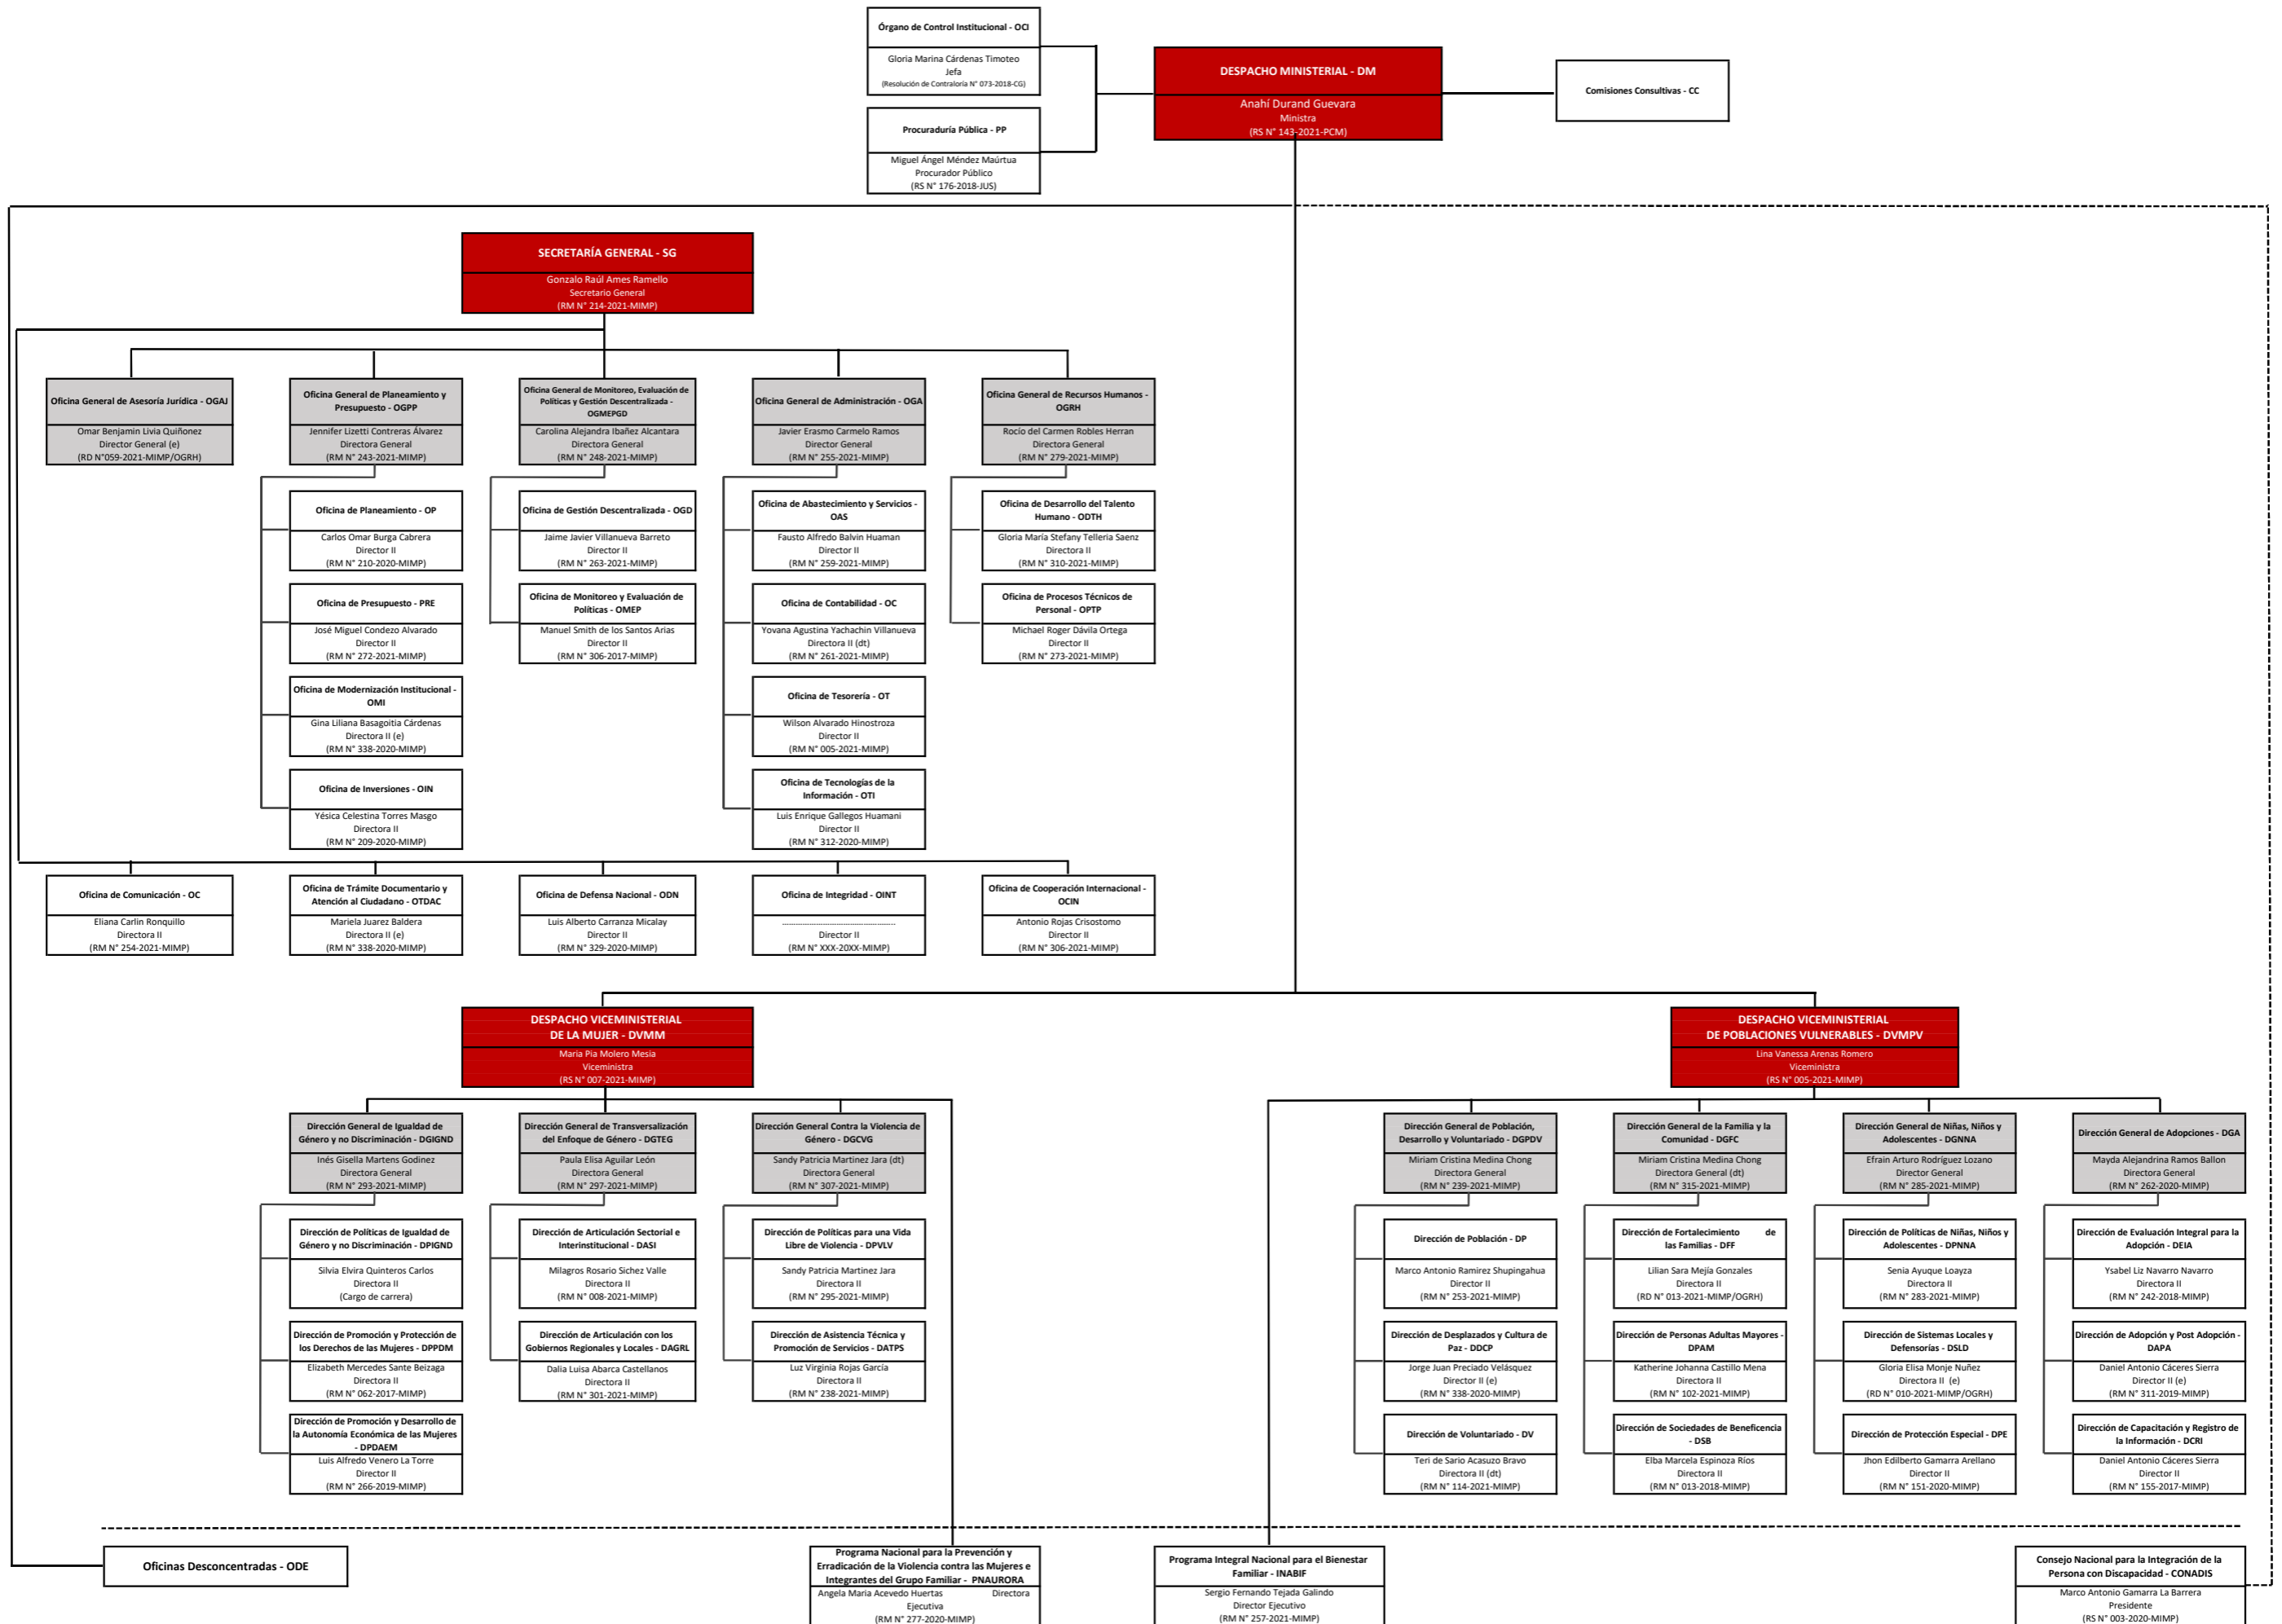 Órgano de Control Institucional - OCI
Gloria Marina Cárdenas Timoteo
Jefa
(Resolución de Contraloría N° 073-2018-CG)
Procuraduría Pública - PP
Miguel Ángel Méndez Maúrtua
Procurador Público
(RS N° 176-2018-JUS)
DESPACHO MINISTERIAL - DM
Anahí Durand Guevara
Ministra
(RS N° 143-2021-PCM)
Comisiones Consultivas - CC
SECRETARÍA GENERAL - SG
Gonzalo Raúl Ames Ramello
Secretario General
(RM N° 214-2021-MIMP)
Oficina General de Asesoría Jurídica - OGAJ
Omar Benjamin Livia Quiñonez
Director General (e)
(RD N°059-2021-MIMP/OGRH)
Oficina General de Planeamiento y
Presupuesto - OGPP
Jennifer Lizetti Contreras Álvarez
Directora General
(RM N° 243-2021-MIMP)
Oficina General de Monitoreo, Evaluación de
Políticas y Gestión Descentralizada -
OGMEPGD
Carolina Alejandra Ibañez Alcantara
Directora General
(RM N° 248-2021-MIMP)
Oficina General de Administración - OGA
Javier Erasmo Carmelo Ramos
Director General
(RM N° 255-2021-MIMP)
Oficina General de Recursos Humanos -
OGRH
Rocío del Carmen Robles Herran
Directora General
(RM N° 279-2021-MIMP)
Oficina de Planeamiento - OP
Carlos Omar Burga Cabrera
Director II
(RM N° 210-2020-MIMP)
Oficina de Gestión Descentralizada - OGD
Jaime Javier Villanueva Barreto
Director II
(RM N° 263-2021-MIMP)
Oficina de Abastecimiento y Servicios -
OAS
Fausto Alfredo Balvin Huaman
Director II
(RM N° 259-2021-MIMP)
Oficina de Desarrollo del Talento
Humano - ODTH
Gloria María Stefany Telleria Saenz
Directora II
(RM N° 310-2021-MIMP)
Oficina de Presupuesto - PRE
José Miguel Condezo Alvarado
Director II
(RM N° 272-2021-MIMP)
Oficina de Monitoreo y Evaluación de
Políticas - OMEP
Manuel Smith de los Santos Arias
Director II
(RM N° 306-2017-MIMP)
Oficina de Contabilidad - OC
Yovana Agustina Yachachin Villanueva
Directora II (dt)
(RM N° 261-2021-MIMP)
Oficina de Procesos Técnicos de
Personal - OPTP
Michael Roger Dávila Ortega
Director II
(RM N° 273-2021-MIMP)
Oficina de Modernización Institucional -
OMI
Gina Liliana Basagoitia Cárdenas
Directora II (e)
(RM N° 338-2020-MIMP)
Oficina de Tesorería - OT
Wilson Alvarado Hinostroza
Director II
(RM N° 005-2021-MIMP)
Oficina de Inversiones - OIN
Yésica Celestina Torres Masgo
Directora II
(RM N° 209-2020-MIMP)
Oficina de Tecnologías de la
Información - OTI
Luis Enrique Gallegos Huamani
Director II
(RM N° 312-2020-MIMP)
Oficina de Comunicación - OC
Eliana Carlin Ronquillo
Directora II
(RM N° 254-2021-MIMP)
Oficina de Trámite Documentario y
Atención al Ciudadano - OTDAC
Mariela Juarez Baldera
Directora II (e)
(RM N° 338-2020-MIMP)
Oficina de Defensa Nacional - ODN
Luis Alberto Carranza Micalay
Director II
(RM N° 329-2020-MIMP)
Oficina de Integridad - OINT
...........................................
Director II
(RM N° XXX-20XX-MIMP)
Oficina de Cooperación Internacional -
OCIN
Antonio Rojas Crisostomo
Director II
(RM N° 306-2021-MIMP)
DESPACHO VICEMINISTERIAL
DE LA MUJER - DVMM
Maria Pia Molero Mesia
Viceministra
(RS N° 007-2021-MIMP)
DESPACHO VICEMINISTERIAL
DE POBLACIONES VULNERABLES - DVMPV
Lina Vanessa Arenas Romero
Viceministra
(RS N° 005-2021-MIMP)
Dirección General de Igualdad de
Género y no Discriminación - DGIGND
Inés Gisella Martens Godinez
Directora General
(RM N° 293-2021-MIMP)
Dirección General de Transversalización
del Enfoque de Género - DGTEG
Paula Elisa Aguilar León
Directora General
(RM N° 297-2021-MIMP)
Dirección General Contra la Violencia de
Género - DGCVG
Sandy Patricia Martinez Jara (dt)
Directora General
(RM N° 307-2021-MIMP)
Dirección General de Población,
Desarrollo y Voluntariado - DGPDV
Miriam Cristina Medina Chong
Directora General
(RM N° 239-2021-MIMP)
Dirección General de la Familia y la
Comunidad - DGFC
Miriam Cristina Medina Chong
Directora General (dt)
(RM N° 315-2021-MIMP)
Dirección General de Niñas, Niños y
Adolescentes - DGNNA
Efrain Arturo Rodríguez Lozano
Director General
(RM N° 285-2021-MIMP)
Dirección General de Adopciones - DGA
Mayda Alejandrina Ramos Ballon
Directora General
(RM N° 262-2020-MIMP)
Dirección de Políticas de Igualdad de
Género y no Discriminación - DPIGND
Silvia Elvira Quinteros Carlos
Directora II
(Cargo de carrera)
Dirección de Articulación Sectorial e
Interinstitucional - DASI
Milagros Rosario Sichez Valle
Directora II
(RM N° 008-2021-MIMP)
Dirección de Políticas para una Vida
Libre de Violencia - DPVLV
Sandy Patricia Martinez Jara
Directora II
(RM N° 295-2021-MIMP)
Dirección de Población - DP
Marco Antonio Ramirez Shupingahua
Director II
(RM N° 253-2021-MIMP)
Dirección de Fortalecimiento de
las Familias - DFF
Lilian Sara Mejía Gonzales
Directora II
(RD N° 013-2021-MIMP/OGRH)
Dirección de Políticas de Niñas, Niños y
Adolescentes - DPNNA
Senia Ayuque Loayza
Directora II
(RM N° 283-2021-MIMP)
Dirección de Evaluación Integral para la
Adopción - DEIA
Ysabel Liz Navarro Navarro
Directora II
(RM N° 242-2018-MIMP)
Dirección de Promoción y Protección de
los Derechos de las Mujeres - DPPDM
Elizabeth Mercedes Sante Beizaga
Directora II
(RM N° 062-2017-MIMP)
Dirección de Articulación con los
Gobiernos Regionales y Locales - DAGRL
Dalia Luisa Abarca Castellanos
Directora II
(RM N° 301-2021-MIMP)
Dirección de Asistencia Técnica y
Promoción de Servicios - DATPS
Luz Virginia Rojas García
Directora II
(RM N° 238-2021-MIMP)
Dirección de Desplazados y Cultura de
Paz - DDCP
Jorge Juan Preciado Velásquez
Director II (e)
(RM N° 338-2020-MIMP)
Dirección de Personas Adultas Mayores -
DPAM
Katherine Johanna Castillo Mena
Directora II
(RM N° 102-2021-MIMP)
Dirección de Sistemas Locales y
Defensorías - DSLD
Gloria Elisa Monje Nuñez
Directora II (e)
(RD N° 010-2021-MIMP/OGRH)
Dirección de Adopción y Post Adopción -
DAPA
Daniel Antonio Cáceres Sierra
Director II (e)
(RM N° 311-2019-MIMP)
Dirección de Promoción y Desarrollo de
la Autonomía Económica de las Mujeres
- DPDAEM
Luis Alfredo Venero La Torre
Director II
(RM N° 266-2019-MIMP)
Dirección de Voluntariado - DV
Teri de Sario Acasuzo Bravo
Directora II (dt)
(RM N° 114-2021-MIMP)
Dirección de Sociedades de Beneficencia
- DSB
Elba Marcela Espinoza Ríos
Directora II
(RM N° 013-2018-MIMP)
Dirección de Protección Especial - DPE
Jhon Edilberto Gamarra Arellano
Director II
(RM N° 151-2020-MIMP)
Dirección de Capacitación y Registro de
la Información - DCRI
Daniel Antonio Cáceres Sierra
Director II
(RM N° 155-2017-MIMP)
Oficinas Desconcentradas - ODE
Programa Nacional para la Prevención y
Erradicación de la Violencia contra las Mujeres e
Integrantes del Grupo Familiar - PNAURORA
Angela Maria Acevedo Huertas Directora
Ejecutiva
(RM N° 277-2020-MIMP)
Programa Integral Nacional para el Bienestar
Familiar - INABIF
Sergio Fernando Tejada Galindo
Director Ejecutivo
(RM N° 257-2021-MIMP)
Consejo Nacional para la Integración de la
Persona con Discapacidad - CONADIS
Marco Antonio Gamarra La Barrera
Presidente
(RS N° 003-2020-MIMP)